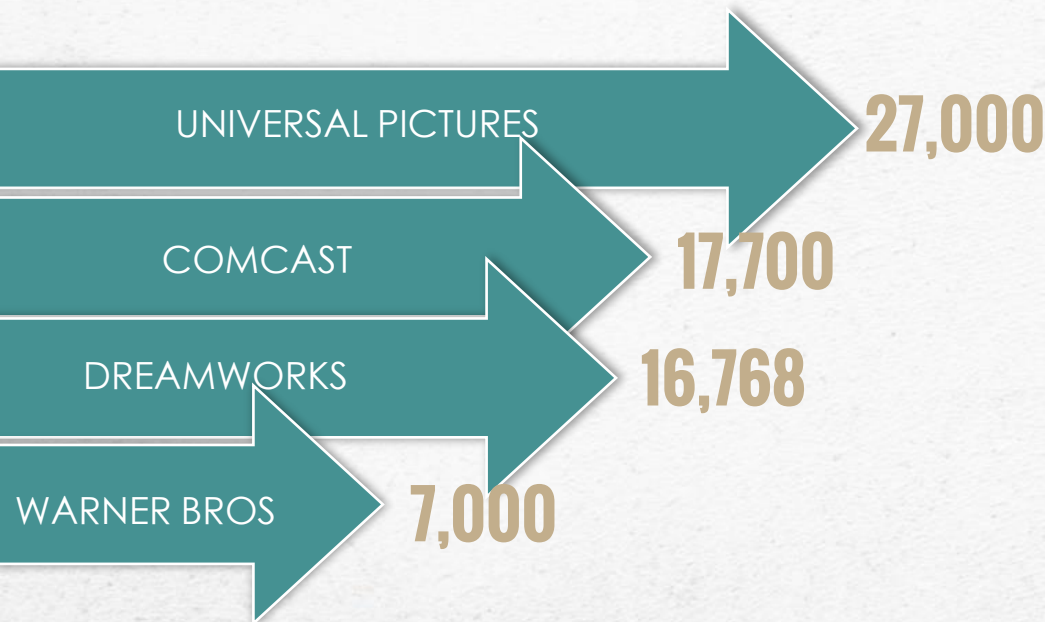 UNIVERSAL PICTURES 27,000
COMCAST 17,700
DREAMWORKS 16,768
WARNER BROS 7,000